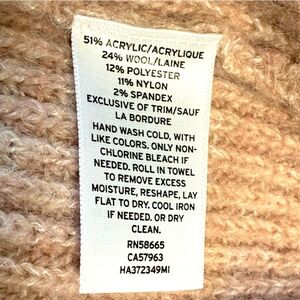 51% ACRYLIC/ACRYLIQUE
24% WOOL/LAINE
12% POLYESTER
11% NYLON
2% SPANDEX
EXCLUSIVE OF TRIM/SAUF
LA BORDURE
HAND WASH COLD, WITH
LIKE COLORS. ONLY NON-
CHLORINE BLEACH IF
NEEDED. ROLL IN TOWEL
TO REMOVE EXCESS
MOISTURE, RESHAPE, LAY
FLAT TO DRY. COOL IRON
IF NEEDED. OR DRY
CLEAN.
RN58665
CA57963
HA372349MI